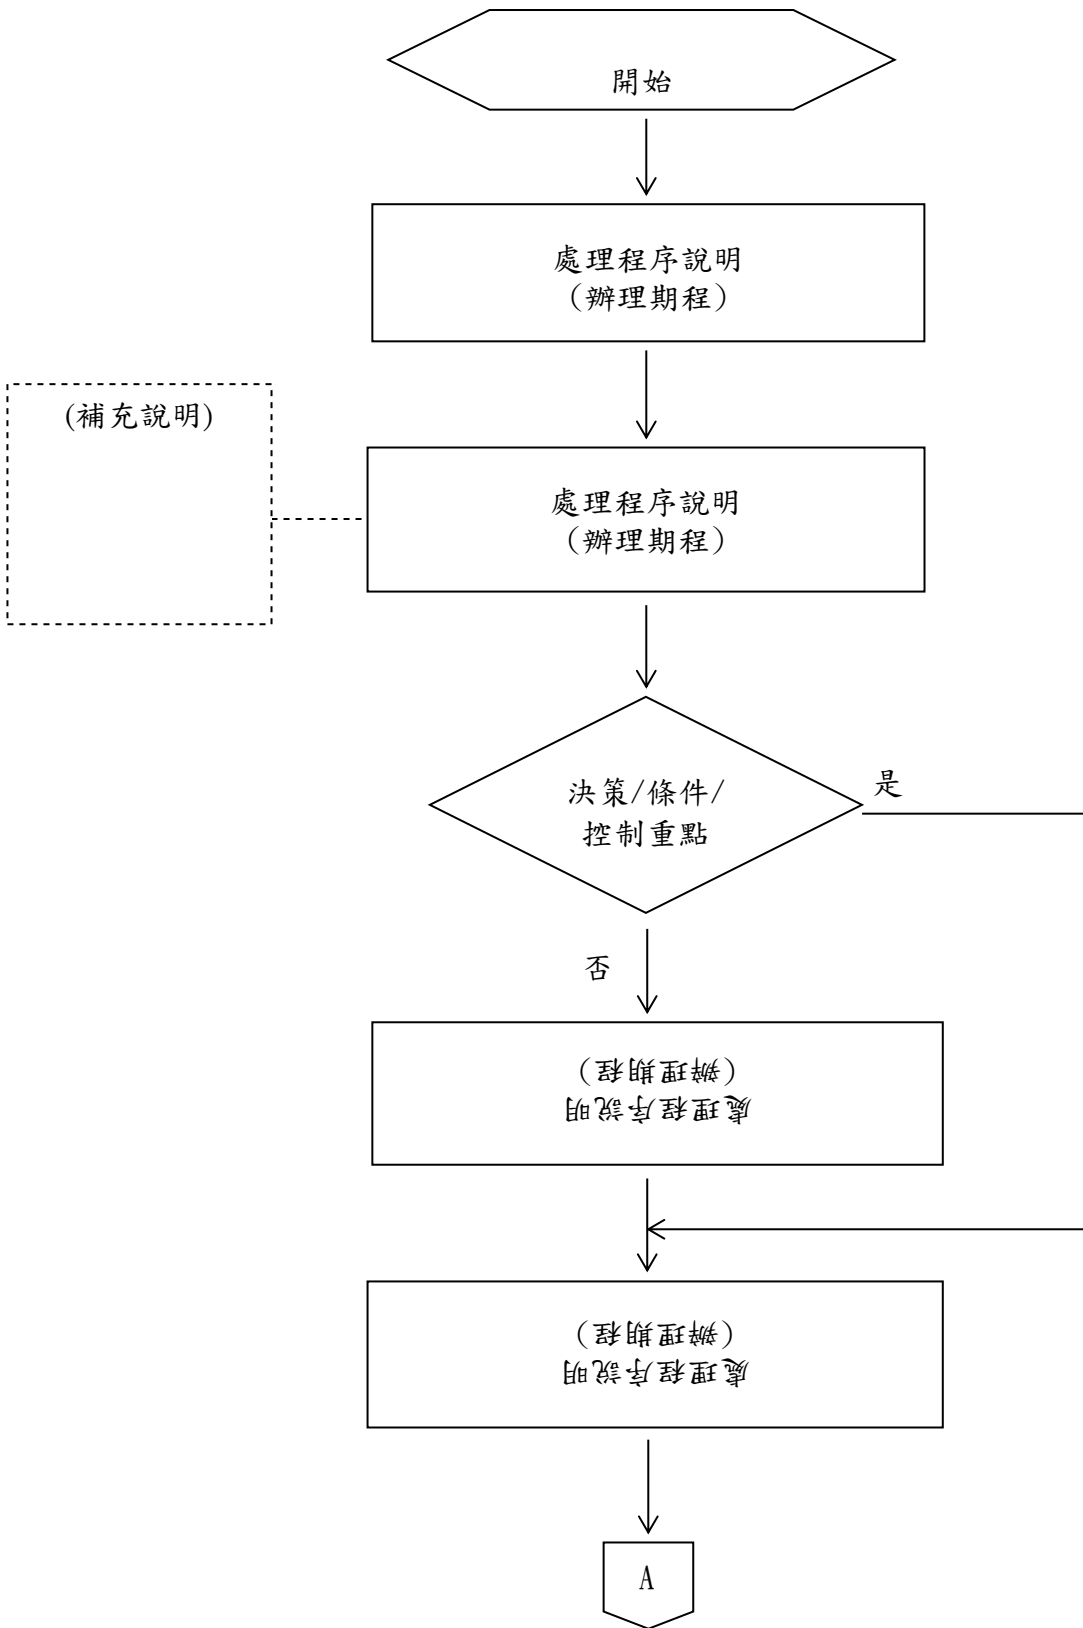 開始
處理程序說明
(辦理期程)
(補充說明)
處理程序說明
(辦理期程)
決策/條件/
控制重點
是
否
處理程序說明
(辦理期程)
處理程序說明
(辦理期程)
A